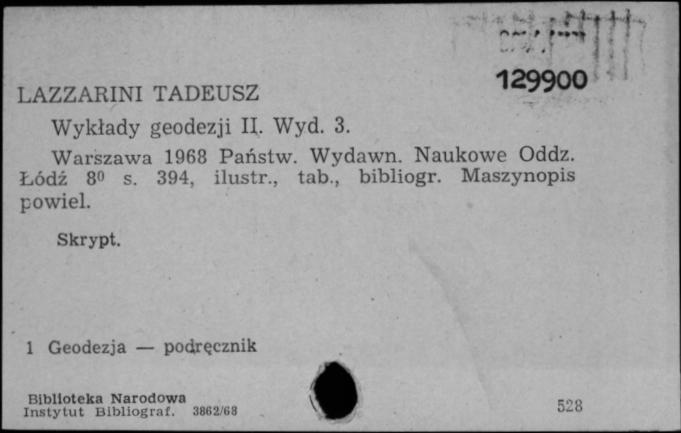 129900
LAZZARINI TADEUSZ
Wykłady geodezji II. Wyd. 3.
Warszawa 1968 Państw. Wydawn. Naukowe Oddz.
Łódź 8⁰ s. 394, ilustr., tab., bibliogr. Maszynopis
powiel.
Skrypt.
1 Geodezja — podręcznik
Biblioteka Narodowa
Instytut Bibliograf. 3862/68
528